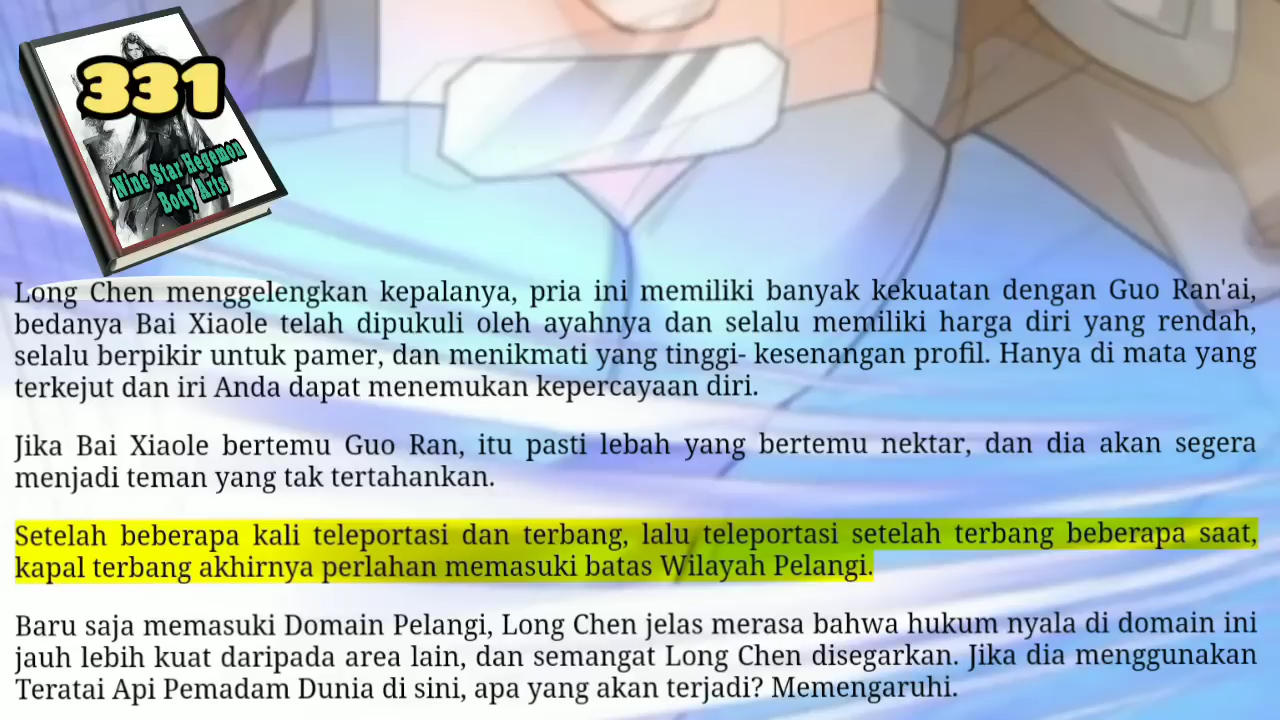 331
Nine Star Hegemon
Body Arts
Long Chen menggelengkan kepalanya, pria ini memiliki banyak kekuatan dengan Guo Ran'ai,
bedanya Bai Xiaole telah dipukuli oleh ayahnya dan selalu memiliki harga diri yang rendah,
selalu berpikir untuk pamer, dan menikmati yang tinggi- kesenangan profil. Hanya di mata yang
terkejut dan iri Anda dapat menemukan kepercayaan diri.
Jika Bai Xiaole bertemu Guo Ran, itu pasti lebah yang bertemu nektar, dan dia akan segera
menjadi teman yang tak tertahankan.
Setelah beberapa kali teleportasi dan terbang, lalu teleportasi setelah terbang beberapa saat,
kapal terbang akhirnya perlahan memasuki batas Wilayah Pelangi.
Baru saja memasuki Domain Pelangi, Long Chen jelas merasa bahwa hukum nyala di domain ini
jauh lebih kuat daripada area lain, dan semangat Long Chen disegarkan. Jika dia menggunakan
Teratai Api Pemadam Dunia di sini, apa yang akan terjadi? Memengaruhi.